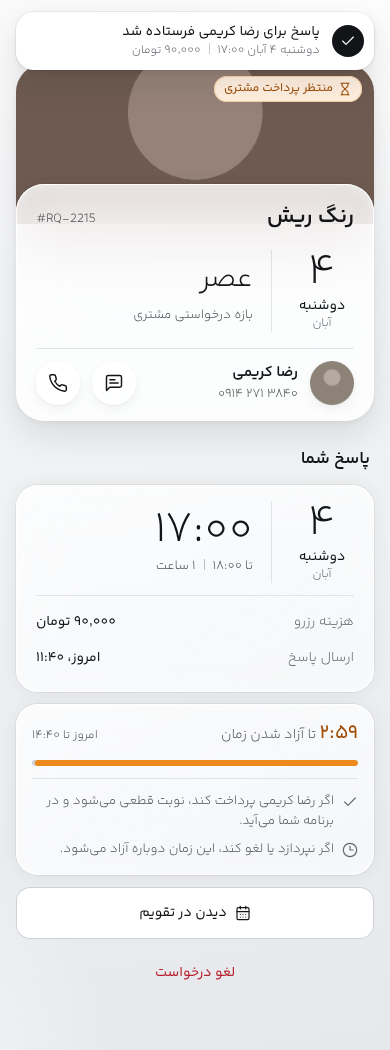 پاسخ برای رضا کریمی فرستاده شد
دوشنبه ۴ آبان ۱۷:۰۰ | ۹۰,۰۰۰ تومان
منتظر پرداخت مشتری
رنگ ریش
#RQ-2215
۴
دوشنبه
آبان
عصر
بازه درخواستی مشتری
رضا کریمی
۰۹۱۴ ۲۷۱ ۳۸۴۰
پاسخ شما
۴
دوشنبه
آبان
۱۷:۰۰
تا ۱۸:۰۰ | ۱ ساعت
هزینه رزرو ۹۰,۰۰۰ تومان
ارسال پاسخ امروز، ۱۱:۴۰
۲:۵۹ تا آزاد شدن زمان
امروز تا ۱۴:۴۰
اگر رضا کریمی پرداخت کند، نوبت قطعی می‌شود و در
برنامه شما می‌آید.
اگر نپردازد یا لغو کند، این زمان دوباره آزاد می‌شود.
دیدن در تقویم
لغو درخواست